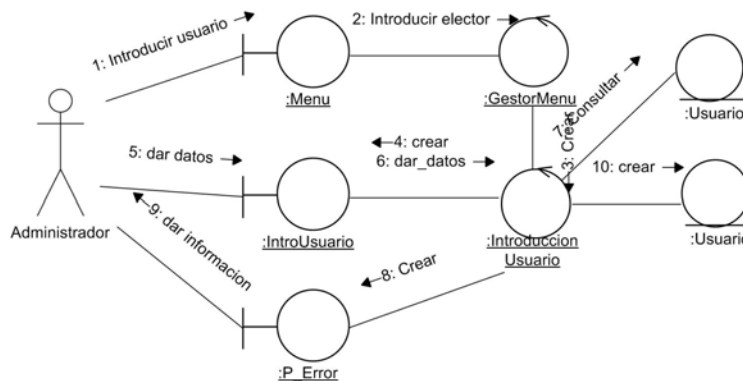 1: Introducir usuario
2: Introducir elector
:Menu
:GestorMenu
7: Consultar
:Usuario
3: Crear
4: crear
5: dar datos
6: dar_datos
10: crear
Administrador
9: dar informacion
:IntroUsuario
:Introduccion
Usuario
:Usuario
8: Crear
:P_Error